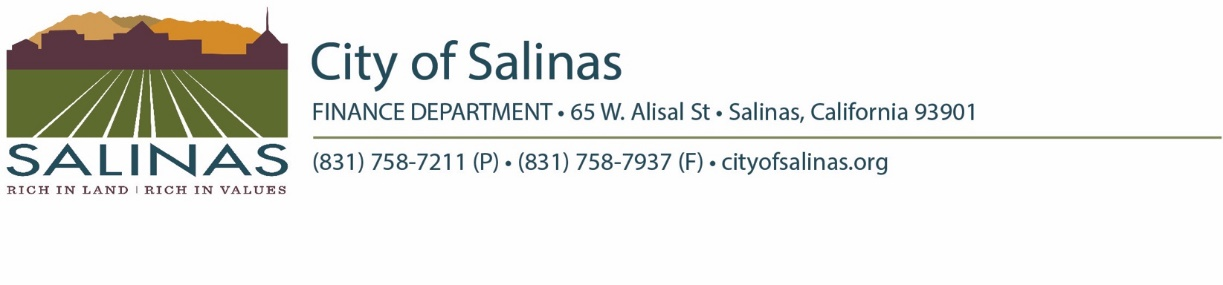 SALINAS
RICH IN LAND | RICH IN VALUES
City of Salinas
FINANCE DEPARTMENT • 65 W. Alisal St • Salinas, California 93901
(831) 758-7211 (P) • (831) 758-7937 (F) • cityofsalinas.org